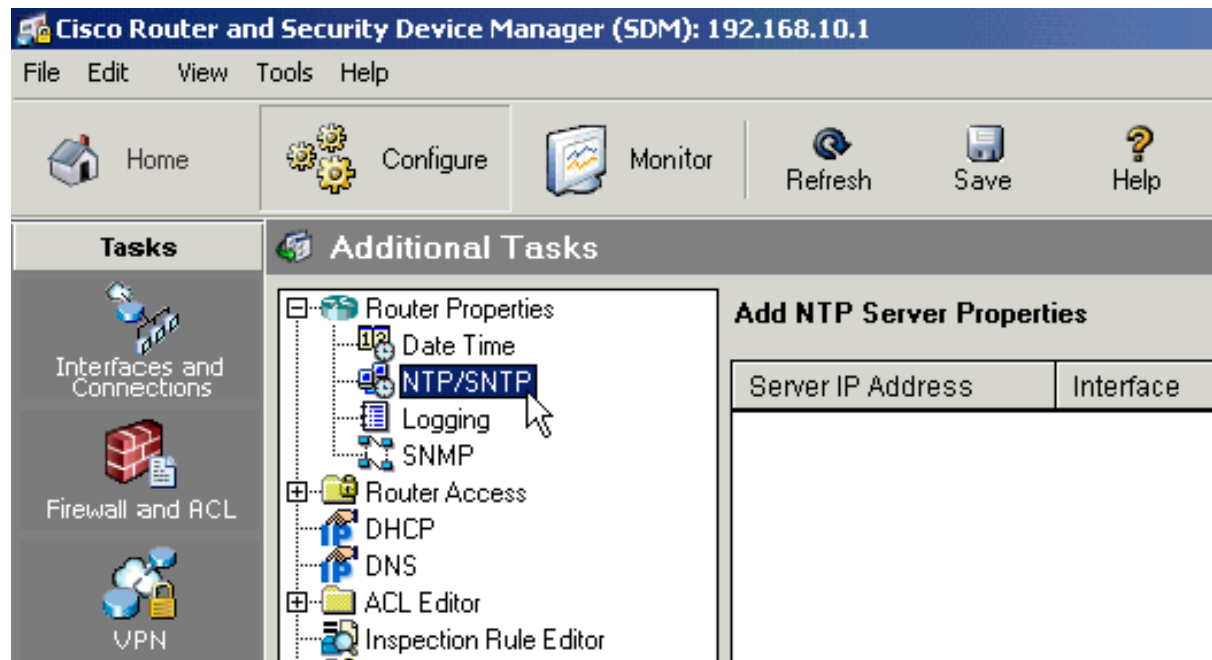 Cisco Router and Security Device Manager (SDM): 192.168.10.1
File Edit View Tools Help
Home Configure Monitor Refresh Save Help
Tasks
Interfaces and
Connections
Firewall and ACL
VPN
Additional Tasks
Router Properties
Date Time
NTP/SNTP
Logging
SNMP
Router Access
DHCP
DNS
ACL Editor
Inspection Rule Editor
Add NTP Server Properties
Server IP Address Interface